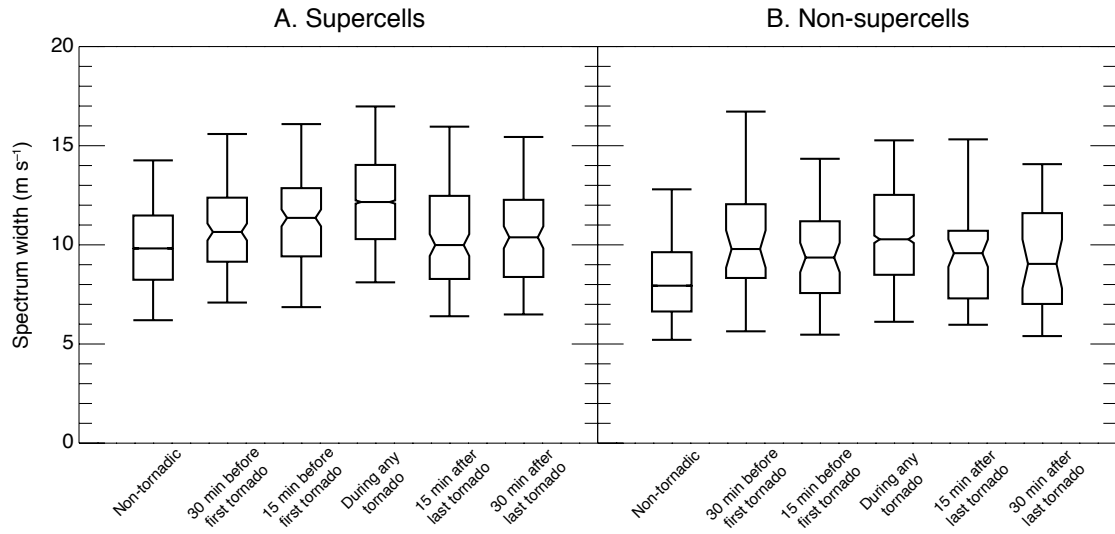 A. Supercells
B. Non-supercells
Spectrum width (m s⁻¹)
20
15
10
5
0
Non-tornadic
30 min before
first tornado
15 min before
first tornado
During any
tornado
15 min after
last tornado
30 min after
last tornado
Non-tornadic
30 min before
first tornado
15 min before
first tornado
During any
tornado
15 min after
last tornado
30 min after
last tornado